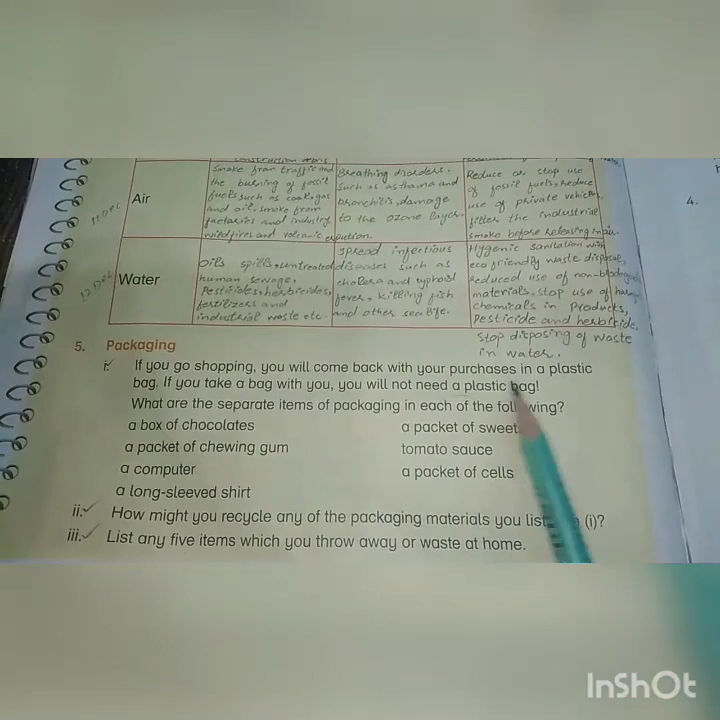 construction
Smoke from traffic and
the burning of fossil
fuels such as coal, gas
and oil, smoke from
factories and industry
wildfires and volcanic
Breathing disorders,
such as asthama and
bronchitis, damage
to the ozone layer.
Reduce or stop use
of fossil fuels, reduce
use of private
filter the industrial
smoke before releasing in air.
Air
11 Dec
Oils spills, untreated
human sewage,
Pesticides, herbicides,
fertilizers and
industrial waste etc.
spread infectious
diseases such as
cholera and typhoid
fever, killing fish
and other sea life.
Hygenic sanitation with
eco friendly waste disposal,
Reduced use of
materials, stop use of
chemicals in products,
pesticide and herbicide.
Stop disposing of waste
in water.
Water
12 Dec
4.
5. Packaging
i. If you go shopping, you will come back with your purchases in a plastic
bag. If you take a bag with you, you will not need a plastic bag!
What are the separate items of packaging in each of the following?
a box of chocolates a packet of sweet
a packet of chewing gum tomato sauce
a computer a packet of cells
a long-sleeved shirt
ii. How might you recycle any of the packaging materials you list (i)?
iii. List any five items which you throw away or waste at home.
InShOt